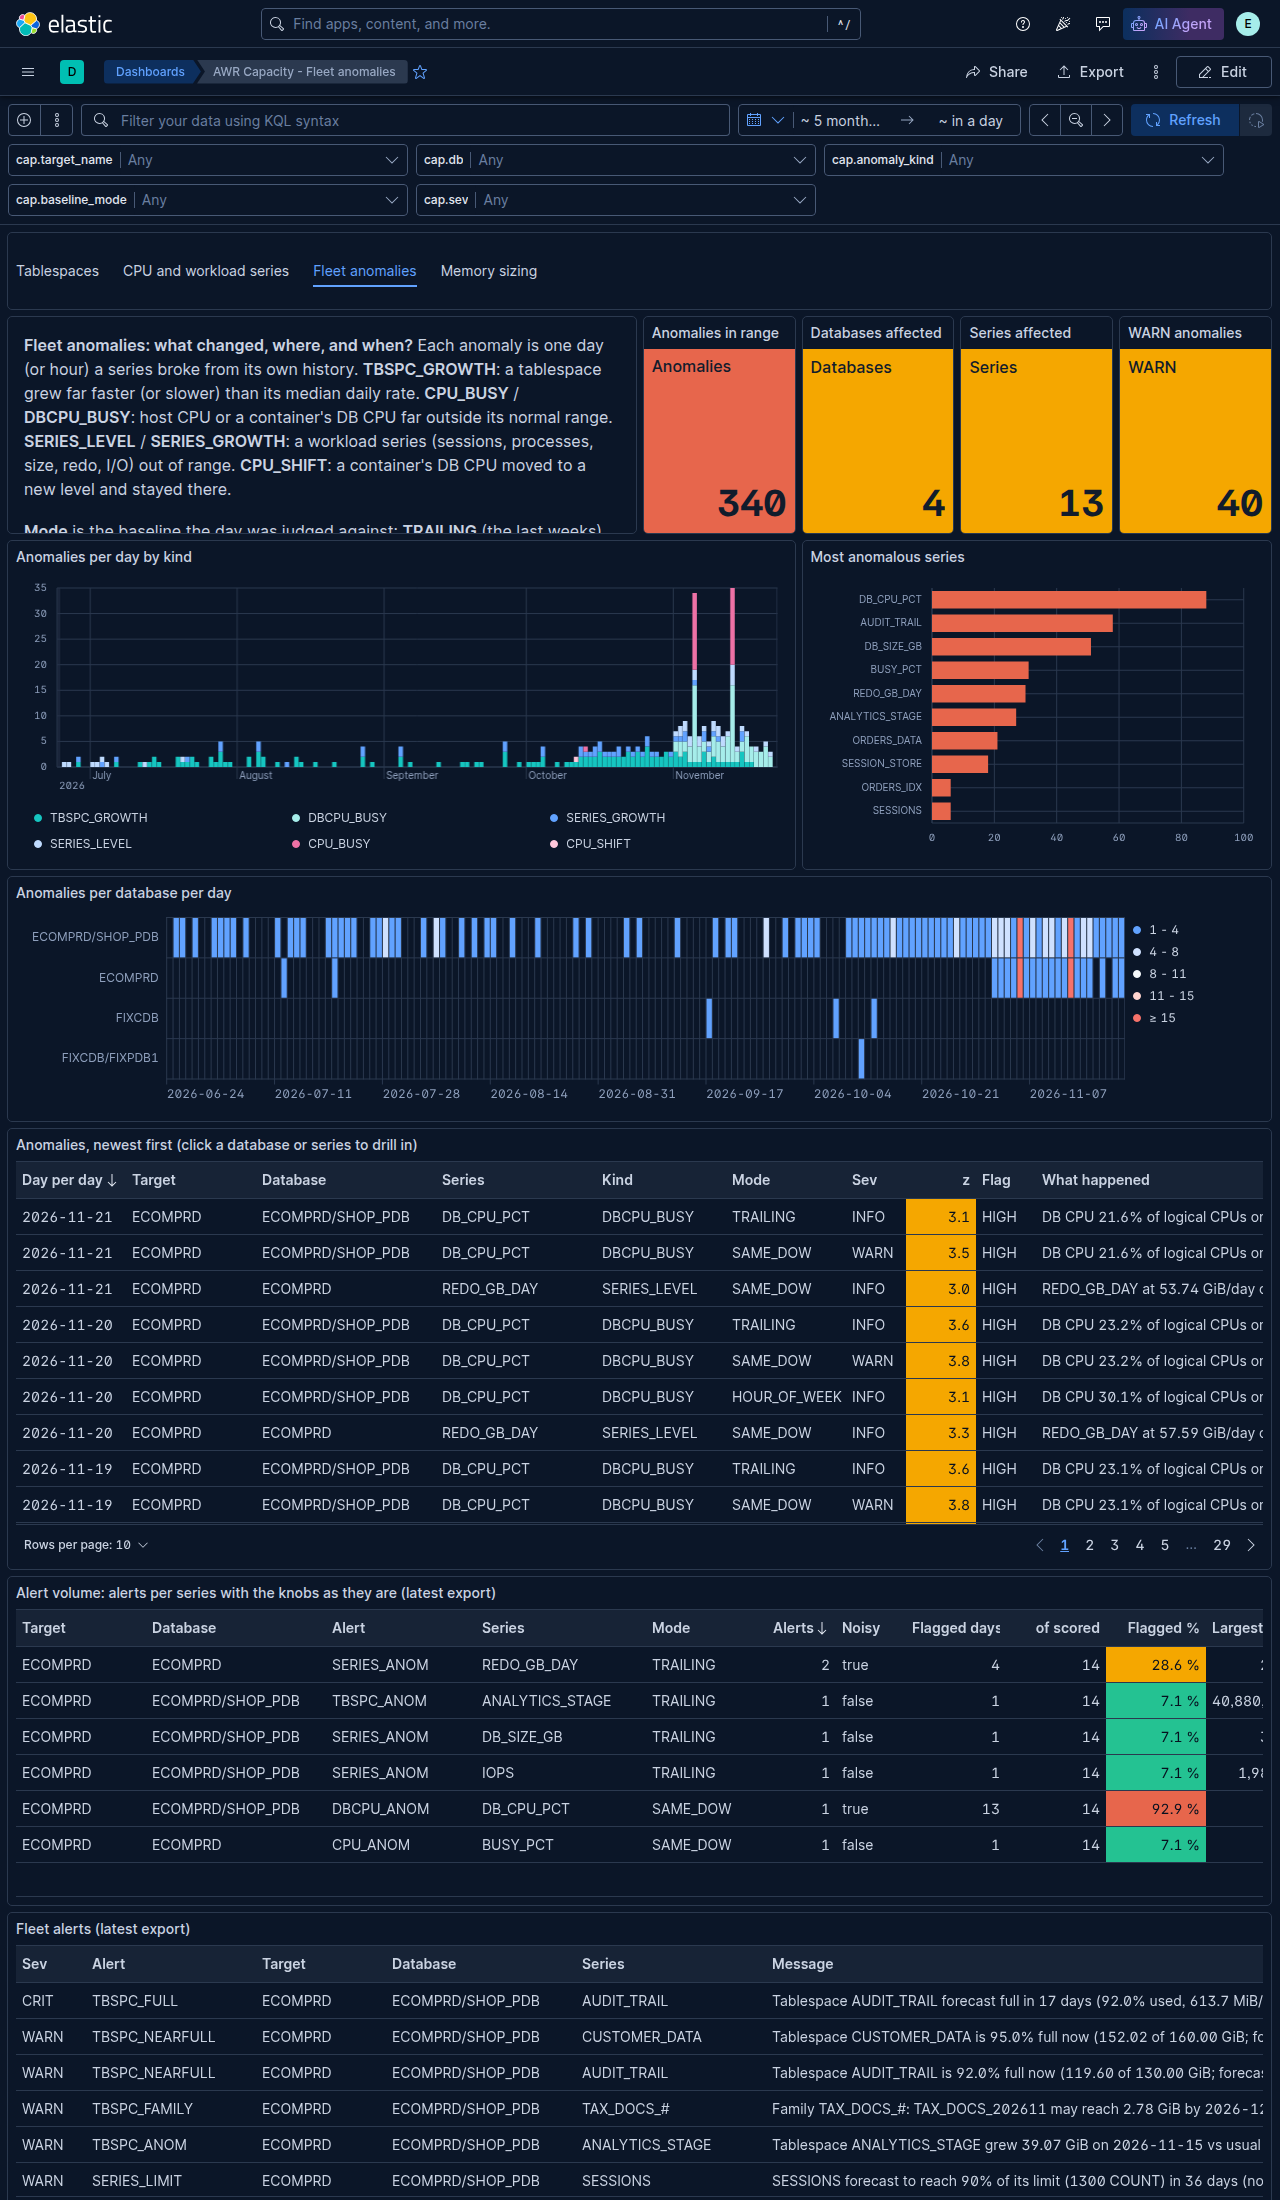 elastic
Find apps, content, and more.
^/
AI Agent
E
D
Dashboards
AWR Capacity - Fleet anomalies
Share
Export
Edit
Filter your data using KQL syntax
~ 5 month...
~ in a day
Refresh
cap.target_name Any
cap.db Any
cap.anomaly_kind Any
cap.baseline_mode Any
cap.sev Any
Tablespaces
CPU and workload series
Fleet anomalies
Memory sizing
Fleet anomalies: what changed, where, and when? Each anomaly is one day
(or hour) a series broke from its own history. TBSPC_GROWTH: a tablespace
grew far faster (or slower) than its median daily rate. CPU_BUSY /
DBCPU_BUSY: host CPU or a container's DB CPU far outside its normal range.
SERIES_LEVEL / SERIES_GROWTH: a workload series (sessions, processes,
size, redo, I/O) out of range. CPU_SHIFT: a container's DB CPU moved to a
new level and stayed there.
Mode is the baseline the day was judged against: TRAILING (the last weeks)
Anomalies in range
Anomalies
340
Databases affected
Databases
4
Series affected
Series
13
WARN anomalies
WARN
40
Anomalies per day by kind
35
30
25
20
15
10
5
0
July
August
September
October
November
2026
TBSPC_GROWTH
DBCPU_BUSY
SERIES_GROWTH
SERIES_LEVEL
CPU_BUSY
CPU_SHIFT
Most anomalous series
DB_CPU_PCT
AUDIT_TRAIL
DB_SIZE_GB
BUSY_PCT
REDO_GB_DAY
ANALYTICS_STAGE
ORDERS_DATA
SESSION_STORE
ORDERS_IDX
SESSIONS
0 20 40 60 80 100
Anomalies per database per day
ECOMPRD/SHOP_PDB
ECOMPRD
FIXCDB
FIXCDB/FIXPDB1
2026-06-24 2026-07-11 2026-07-28 2026-08-14 2026-08-31 2026-09-17 2026-10-04 2026-10-21 2026-11-07
1 - 4
4 - 8
8 - 11
11 - 15
≥ 15
Anomalies, newest first (click a database or series to drill in)
Day per day Target Database Series Kind Mode Sev z Flag What happened
2026-11-21 ECOMPRD ECOMPRD/SHOP_PDB DB_CPU_PCT DBCPU_BUSY TRAILING INFO 3.1 HIGH DB CPU 21.6% of logical CPUs or
2026-11-21 ECOMPRD ECOMPRD/SHOP_PDB DB_CPU_PCT DBCPU_BUSY SAME_DOW WARN 3.5 HIGH DB CPU 21.6% of logical CPUs or
2026-11-21 ECOMPRD ECOMPRD REDO_GB_DAY SERIES_LEVEL SAME_DOW INFO 3.0 HIGH REDO_GB_DAY at 53.74 GiB/day
2026-11-20 ECOMPRD ECOMPRD/SHOP_PDB DB_CPU_PCT DBCPU_BUSY TRAILING INFO 3.6 HIGH DB CPU 23.2% of logical CPUs or
2026-11-20 ECOMPRD ECOMPRD/SHOP_PDB DB_CPU_PCT DBCPU_BUSY SAME_DOW WARN 3.8 HIGH DB CPU 23.2% of logical CPUs or
2026-11-20 ECOMPRD ECOMPRD/SHOP_PDB DB_CPU_PCT DBCPU_BUSY HOUR_OF_WEEK INFO 3.1 HIGH DB CPU 30.1% of logical CPUs or
2026-11-20 ECOMPRD ECOMPRD REDO_GB_DAY SERIES_LEVEL SAME_DOW INFO 3.3 HIGH REDO_GB_DAY at 57.59 GiB/day
2026-11-19 ECOMPRD ECOMPRD/SHOP_PDB DB_CPU_PCT DBCPU_BUSY TRAILING INFO 3.6 HIGH DB CPU 23.1% of logical CPUs or
2026-11-19 ECOMPRD ECOMPRD/SHOP_PDB DB_CPU_PCT DBCPU_BUSY SAME_DOW WARN 3.8 HIGH DB CPU 23.1% of logical CPUs or
Rows per page: 10
1 2 3 4 5 ... 29
Alert volume: alerts per series with the knobs as they are (latest export)
Target Database Alert Series Mode Alerts Noisy Flagged days of scored Flagged % Largest
ECOMPRD ECOMPRD SERIES_ANOM REDO_GB_DAY TRAILING 2 true 4 14 28.6 %
ECOMPRD ECOMPRD/SHOP_PDB TBSPC_ANOM ANALYTICS_STAGE TRAILING 1 false 1 14 7.1 % 40,880,
ECOMPRD ECOMPRD/SHOP_PDB SERIES_ANOM DB_SIZE_GB TRAILING 1 false 1 14 7.1 %
ECOMPRD ECOMPRD/SHOP_PDB SERIES_ANOM IOPS TRAILING 1 false 1 14 7.1 %
ECOMPRD ECOMPRD/SHOP_PDB DBCPU_ANOM DB_CPU_PCT SAME_DOW 1 true 13 14 92.9 %
ECOMPRD ECOMPRD CPU_ANOM BUSY_PCT SAME_DOW 1 false 1 14 7.1 %
Fleet alerts (latest export)
Sev Alert Target Database Series Message
CRIT TBSPC_FULL ECOMPRD ECOMPRD/SHOP_PDB AUDIT_TRAIL Tablespace AUDIT_TRAIL forecast full in 17 days (92.0% used, 613.7 MiB/
WARN TBSPC_NEARFULL ECOMPRD ECOMPRD/SHOP_PDB CUSTOMER_DATA Tablespace CUSTOMER_DATA is 95.0% full now (152.02 of 160.00 GiB; fo
WARN TBSPC_NEARFULL ECOMPRD ECOMPRD/SHOP_PDB AUDIT_TRAIL Tablespace AUDIT_TRAIL is 92.0% full now (119.60 of 130.00 GiB; forecas
WARN TBSPC_FAMILY ECOMPRD ECOMPRD/SHOP_PDB TAX_DOCS_# Family TAX_DOCS_#: TAX_DOCS_202611 may reach 2.78 GiB by 2026-12
WARN TBSPC_ANOM ECOMPRD ECOMPRD/SHOP_PDB ANALYTICS_STAGE Tablespace ANALYTICS_STAGE grew 39.07 GiB on 2026-11-15 vs usual
WARN SERIES_LIMIT ECOMPRD ECOMPRD/SHOP_PDB SESSIONS SESSIONS forecast to reach 90% of its limit (1300 COUNT) in 36 days (no